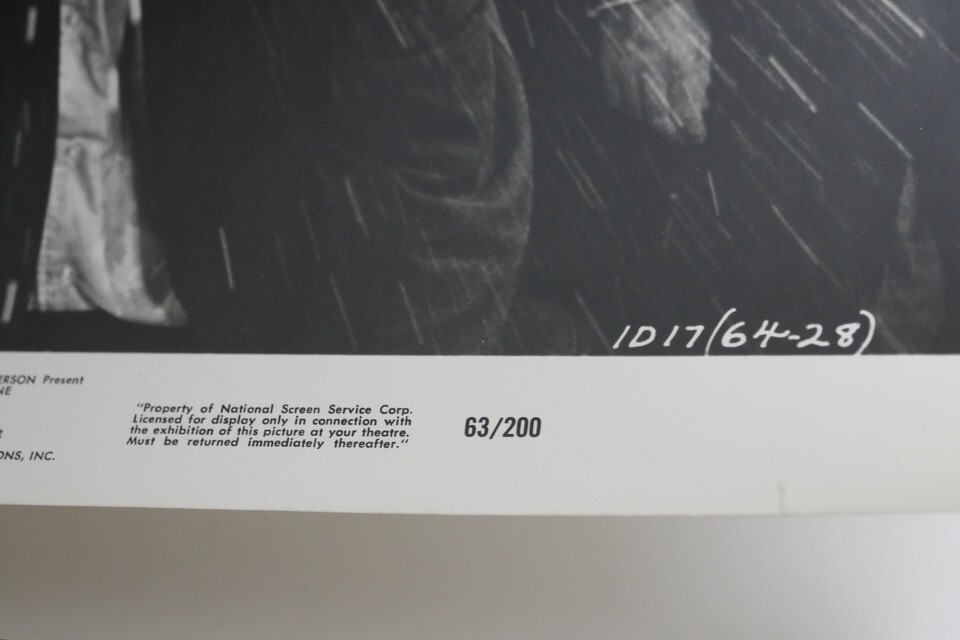 1D17(64-28)
ERSON Present
NE
ONS, INC.
"Property of National Screen Service Corp.
Licensed for display only in connection with
the exhibition of this picture at your theatre.
Must be returned immediately thereafter."
63/200